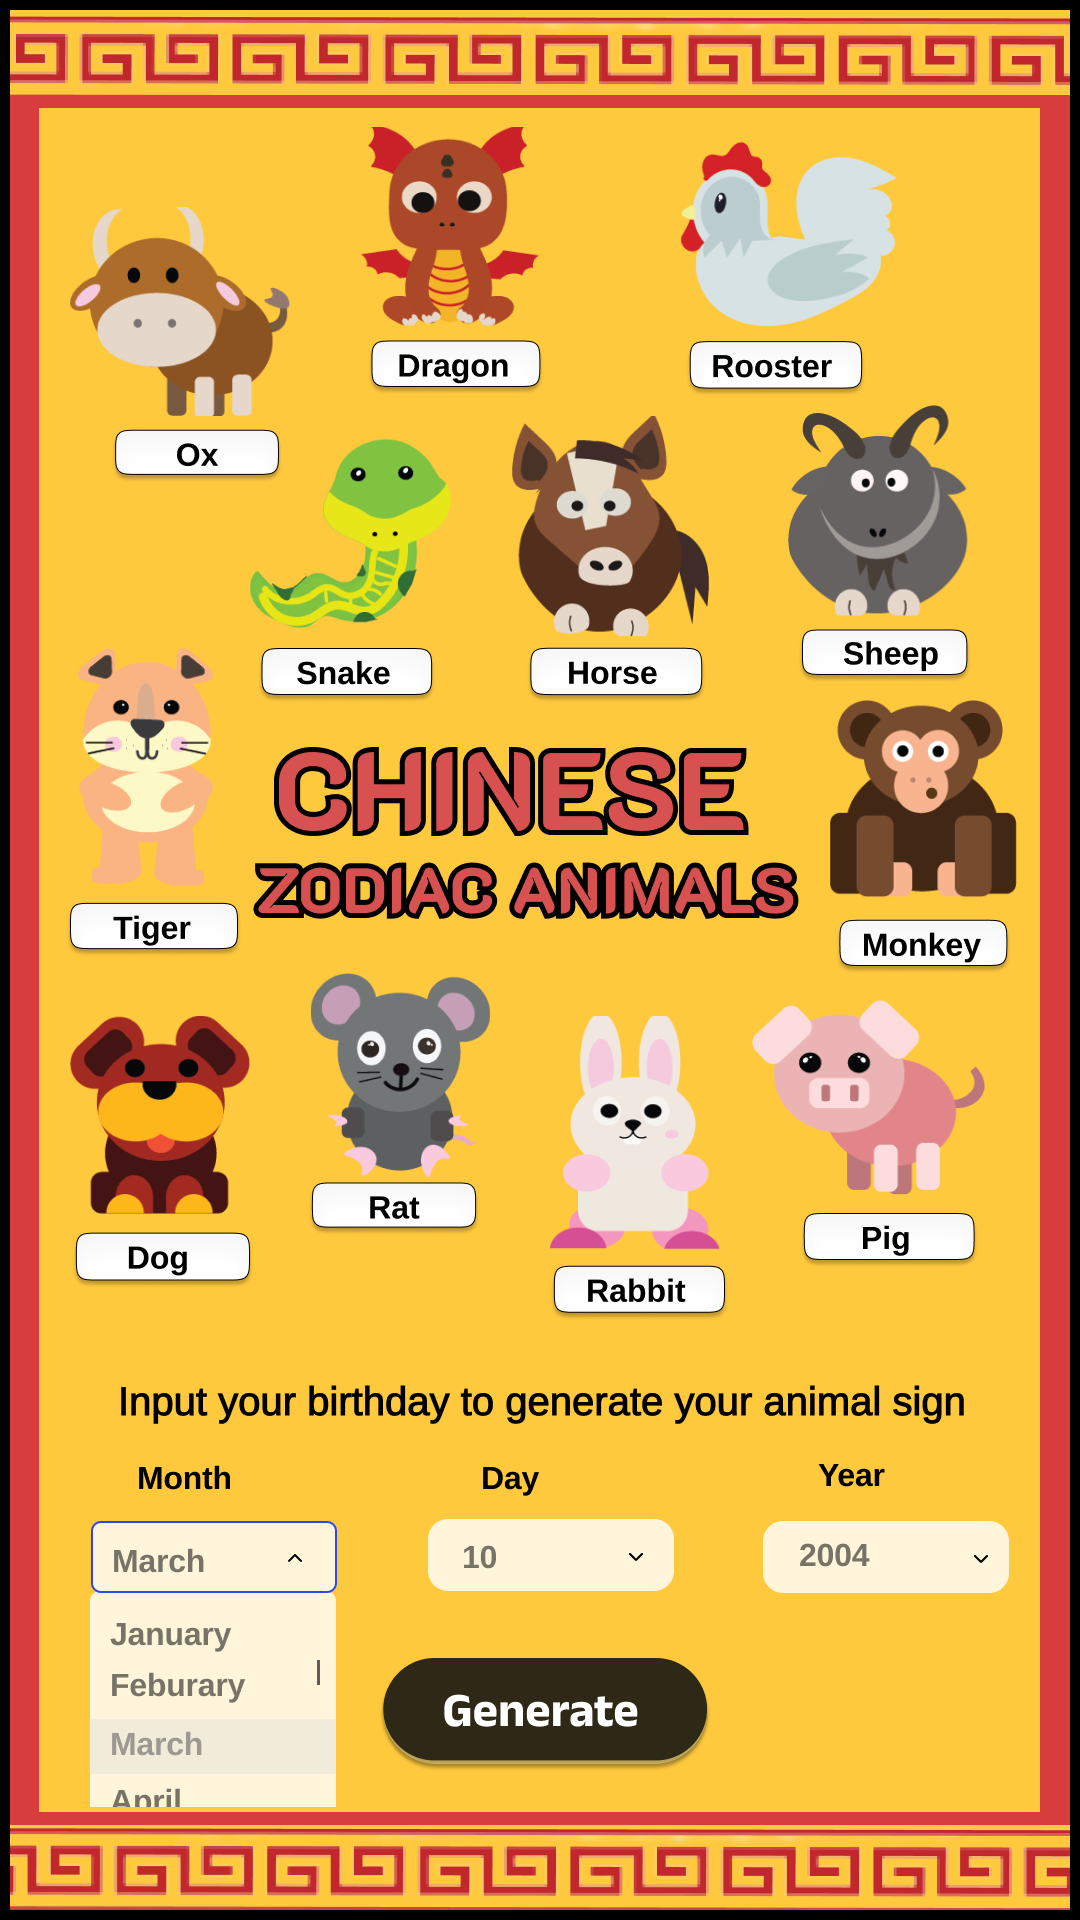 Dragon
Rooster
Ox
Snake
Horse
Sheep
CHINESE
ZODIAC ANIMALS
Tiger
Monkey
Rat
Dog
Rabbit
Pig
Input your birthday to generate your animal sign
Month
Day
Year
March
10
2004
January
Feburary
March
April
Generate